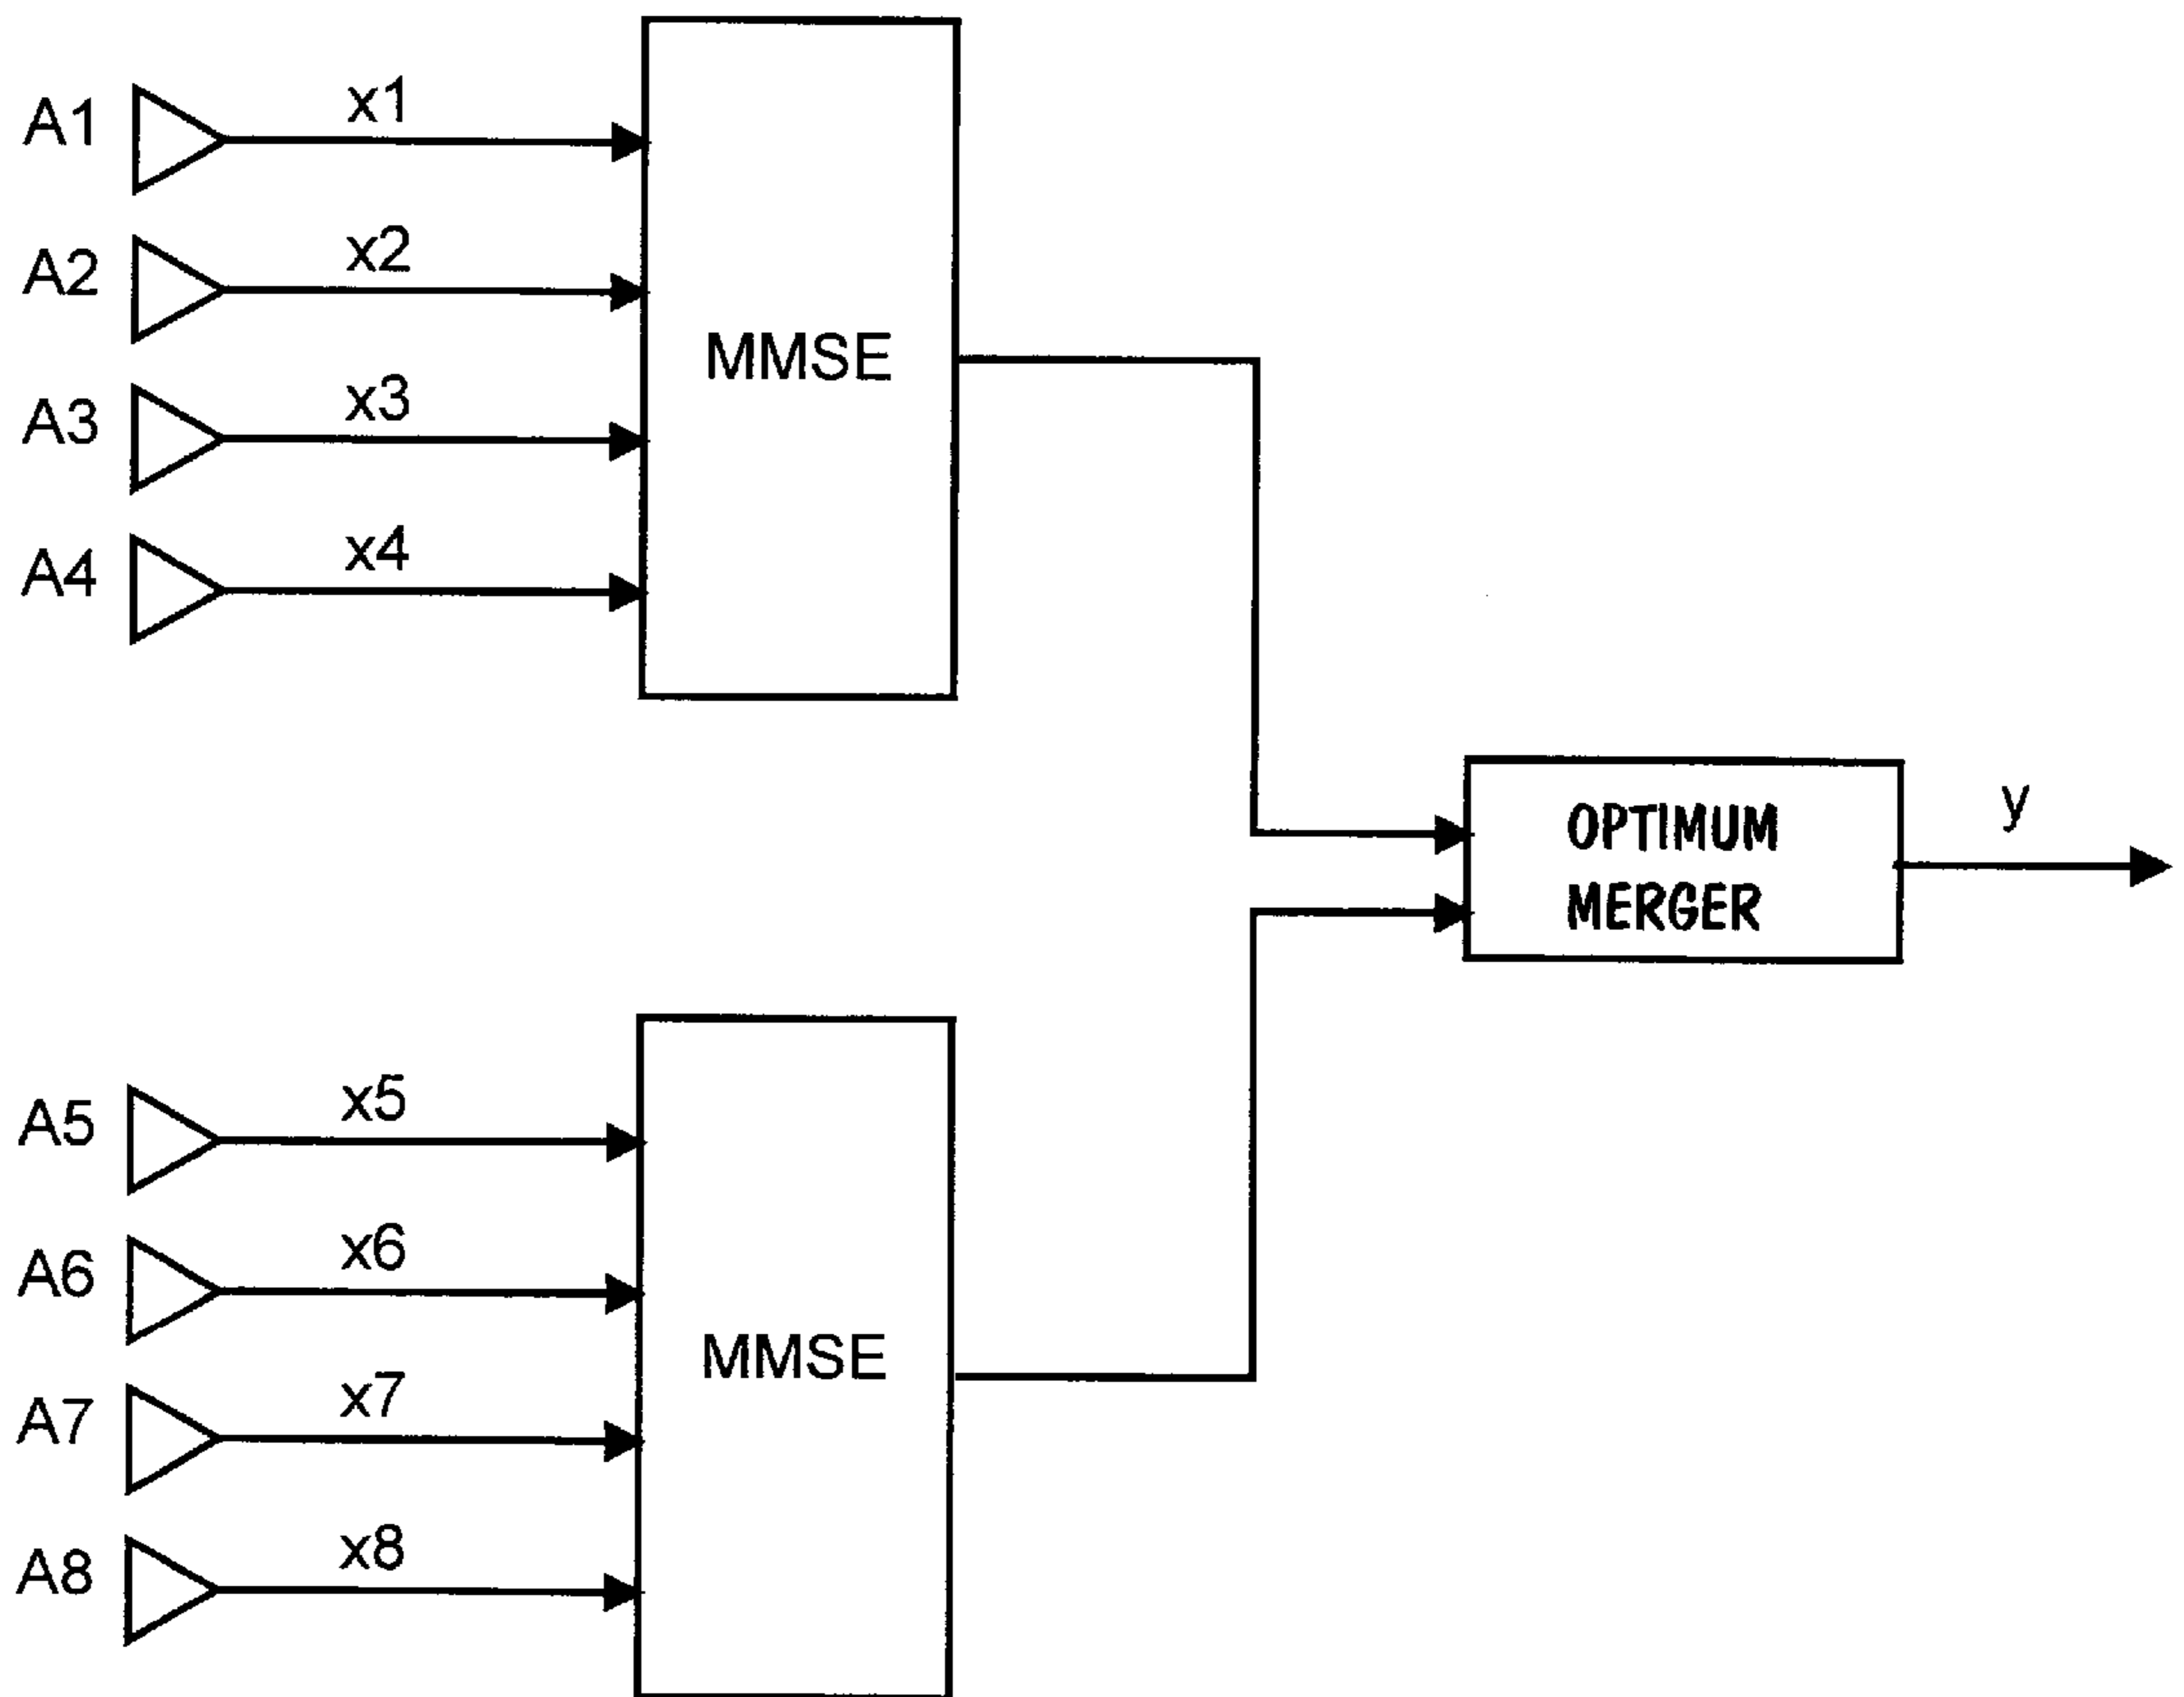 A1 x1
A2 x2
A3 x3
A4 x4
MMSE
OPTIMUM
MERGER
y
A5 x5
A6 x6
A7 x7
A8 x8
MMSE